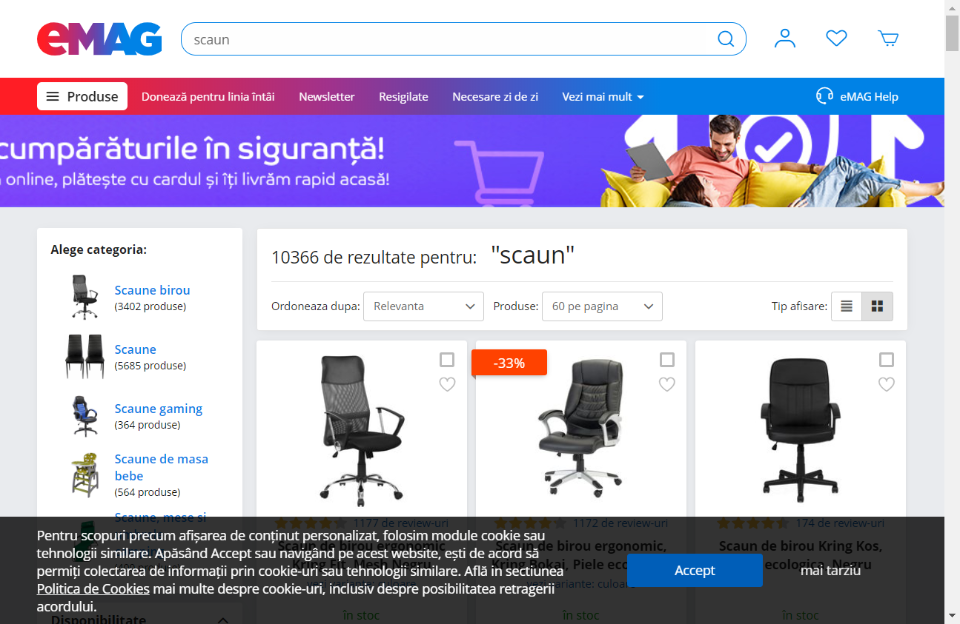 eMAG
scaun
Produse
Donează pentru linia întâi
Newsletter
Resigilate
Necesare zi de zi
Vezi mai mult
eMAG Help
cumpărăturile în siguranță!
online, plătește cu cardul și îți livrăm rapid acasă!
Alege categoria:
Scaune birou
(3402 produse)
Scaune
(5685 produse)
Scaune gaming
(364 produse)
Scaune de masa
bebe
(564 produse)
Scaune, mese si
10366 de rezultate pentru: "scaun"
Ordoneaza dupa: Relevanta
Produse: 60 pe pagina
Tip afisare:
-33%
1177 de review-uri
1172 de review-uri
174 de review-uri
Scaun de birou ergonomic
Kring Fit, Mesh Negru
Scaun de birou ergonomic,
Kring Bokai, Piele eco
Scaun de birou Kring Kos,
ecologica, Negru
în stoc
în stoc
în stoc
Disponibilitate
Pentru scopuri precum afișarea de conținut personalizat, folosim module cookie sau
tehnologii similare. Apăsând Accept sau navigând pe acest website, ești de acord să
permiți colectarea de informații prin cookie-uri sau tehnologii similare. Află in sectiunea
Politica de Cookies mai multe despre cookie-uri, inclusiv despre posibilitatea retragerii
acordului.
Accept
mai tarziu